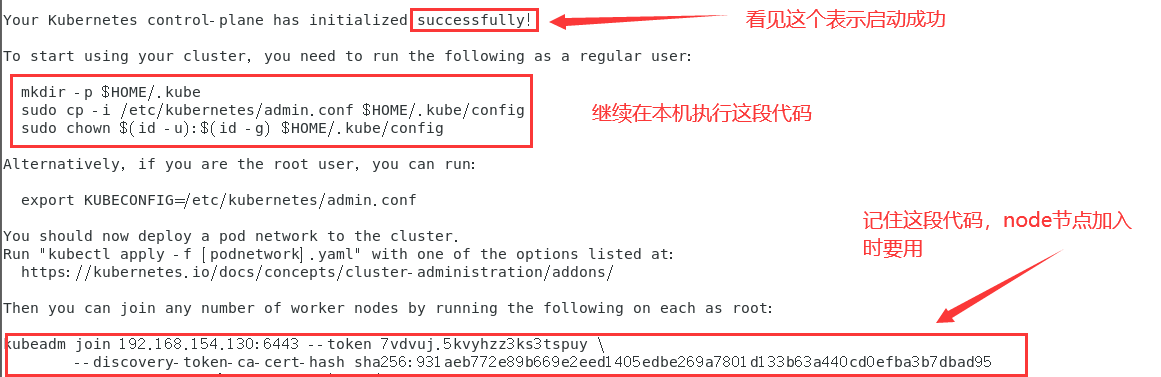 Your Kubernetes control-plane has initialized successfully!
看见这个表示启动成功
To start using your cluster, you need to run the following as a regular user:
mkdir -p $HOME/.kube
sudo cp -i /etc/kubernetes/admin.conf $HOME/.kube/config
sudo chown $(id -u):$(id -g) $HOME/.kube/config
继续在本机执行这段代码
Alternatively, if you are the root user, you can run:
export KUBECONFIG=/etc/kubernetes/admin.conf
记住这段代码，node节点加入
时要用
You should now deploy a pod network to the cluster.
Run "kubectl apply -f [podnetwork].yaml" with one of the options listed at:
https://kubernetes.io/docs/concepts/cluster-administration/addons/
Then you can join any number of worker nodes by running the following on each as root:
kubeadm join 192.168.154.130:6443 --token 7vdvuj.5kvyhzz3ks3tspuy \
--discovery-token-ca-cert-hash sha256:931aeb772e89b669e2eed1405edbe269a7801d133b63a440cd0efba3b7dbad95